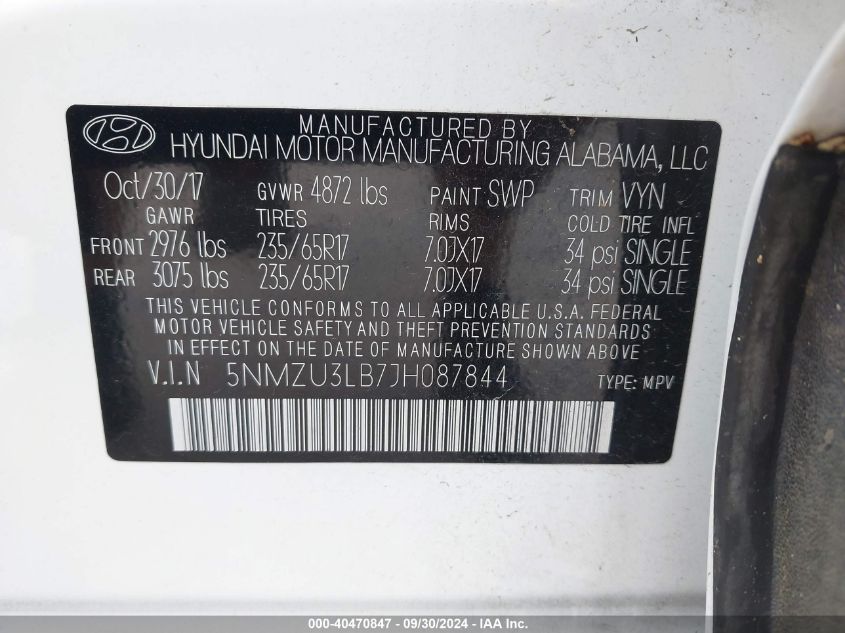 MANUFACTURED BY
HYUNDAI MOTOR MANUFACTURING ALABAMA, LLC
Oct/30/17 GVWR 4872 lbs PAINT SWP TRIM VYN
GAWR TIRES RIMS COLD TIRE INFL
FRONT 2976 lbs 235/65R17 7.0JX17 34 psi SINGLE
REAR 3075 lbs 235/65R17 7.0JX17 34 psi SINGLE
THIS VEHICLE CONFORMS TO ALL APPLICABLE U.S.A. FEDERAL
MOTOR VEHICLE SAFETY AND THEFT PREVENTION STANDARDS
IN EFFECT ON THE DATE OF MANUFACTURE SHOWN ABOVE
V.I.N 5NMZU3LB7JH087844 TYPE: MPV
000-40470847 - 09/30/2024 - IAA Inc.